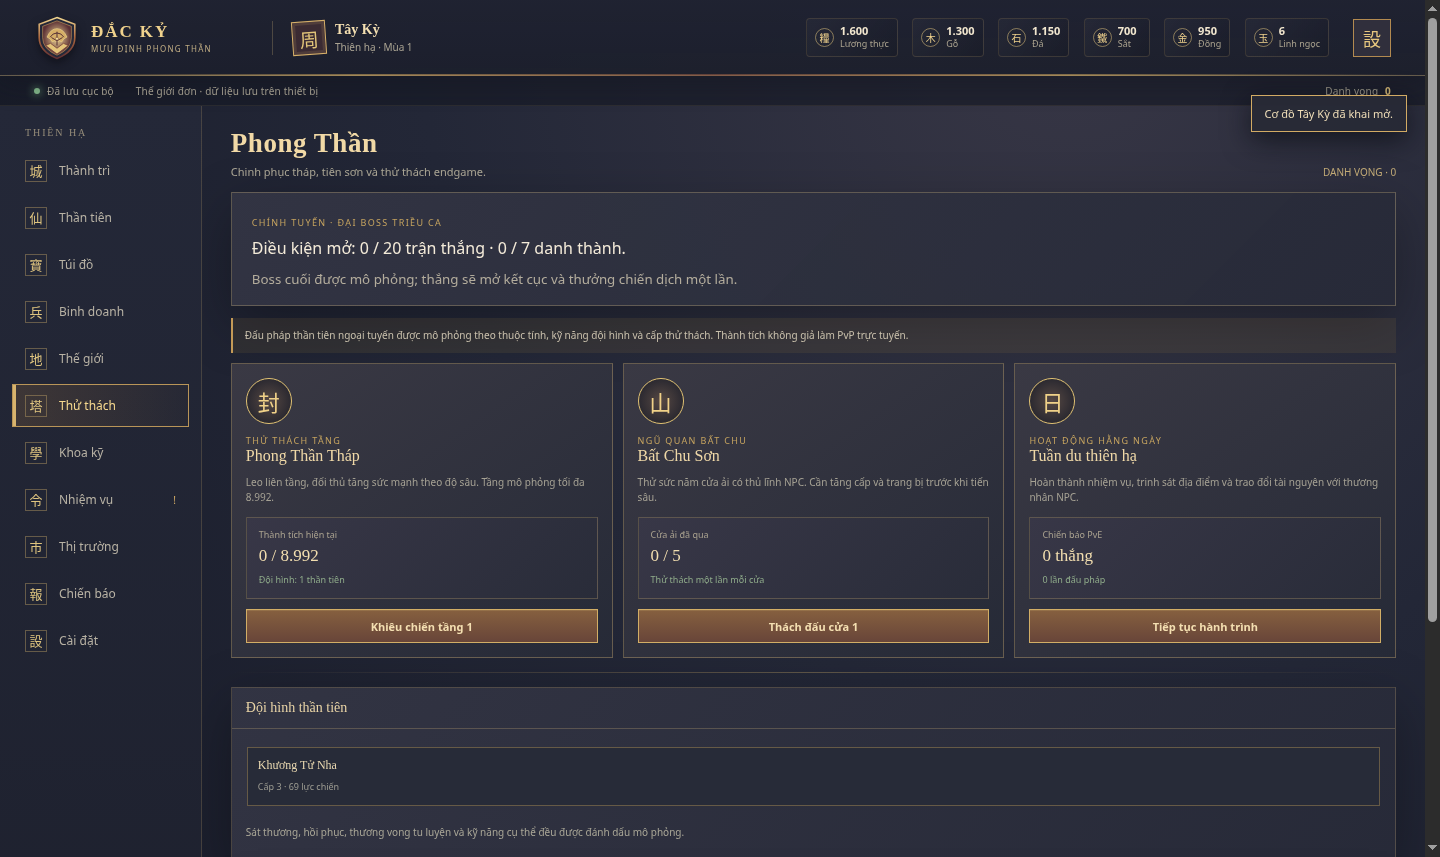 ĐẮC KỶ
MƯU ĐỊNH PHONG THẦN
周
Tây Kỳ
Thiên hạ · Mùa 1
糧 1.600 Lương thực
木 1.300 Gỗ
石 1.150 Đá
鐵 700 Sắt
金 950 Đồng
玉 6 Linh ngọc
設
Đã lưu cục bộ
Thế giới đơn · dữ liệu lưu trên thiết bị
Danh vọng 0
Cơ đồ Tây Kỳ đã khai mở.
THIÊN HẠ
城 Thành trì
仙 Thần tiên
寶 Túi đồ
兵 Binh doanh
地 Thế giới
塔 Thử thách
學 Khoa kỹ
令 Nhiệm vụ !
市 Thị trường
報 Chiến báo
設 Cài đặt
Phong Thần
Chinh phục tháp, tiên sơn và thử thách endgame.
DANH VỌNG · 0
CHÍNH TUYẾN · ĐẠI BOSS TRIỀU CA
Điều kiện mở: 0 / 20 trận thắng · 0 / 7 danh thành.
Boss cuối được mô phỏng; thắng sẽ mở kết cục và thưởng chiến dịch một lần.
Đấu pháp thần tiên ngoại tuyến được mô phỏng theo thuộc tính, kỹ năng đội hình và cấp thử thách. Thành tích không giả làm PvP trực tuyến.
封
THỬ THÁCH TẦNG
Phong Thần Tháp
Leo liên tầng, đối thủ tăng sức mạnh theo độ sâu. Tầng mô phỏng tối đa
8.992.
Thành tích hiện tại
0 / 8.992
Đội hình: 1 thần tiên
Khiêu chiến tầng 1
山
NGŨ QUAN BẤT CHU
Bất Chu Sơn
Thử sức năm cửa ải có thủ lĩnh NPC. Cần tăng cấp và trang bị trước khi tiến
sâu.
Cửa ải đã qua
0 / 5
Thử thách một lần mỗi cửa
Thách đấu cửa 1
日
HOẠT ĐỘNG HẰNG NGÀY
Tuần du thiên hạ
Hoàn thành nhiệm vụ, trinh sát địa điểm và trao đổi tài nguyên với thương
nhân NPC.
Chiến báo PvE
0 thắng
0 lần đấu pháp
Tiếp tục hành trình
Đội hình thần tiên
Khương Tử Nha
Cấp 3 · 69 lực chiến
Sát thương, hồi phục, thương vong tu luyện và kỹ năng cụ thể đều được đánh dấu mô phỏng.